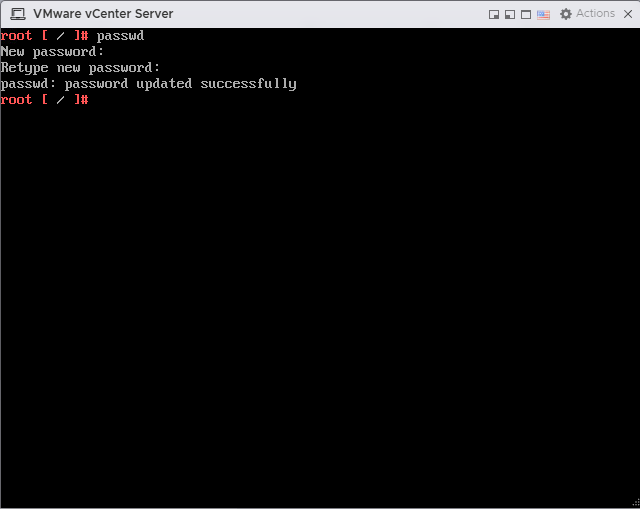 VMware vCenter Server
Actions
root [ / ]# passwd
New password:
Retype new password:
passwd: password updated successfully
root [ / ]#